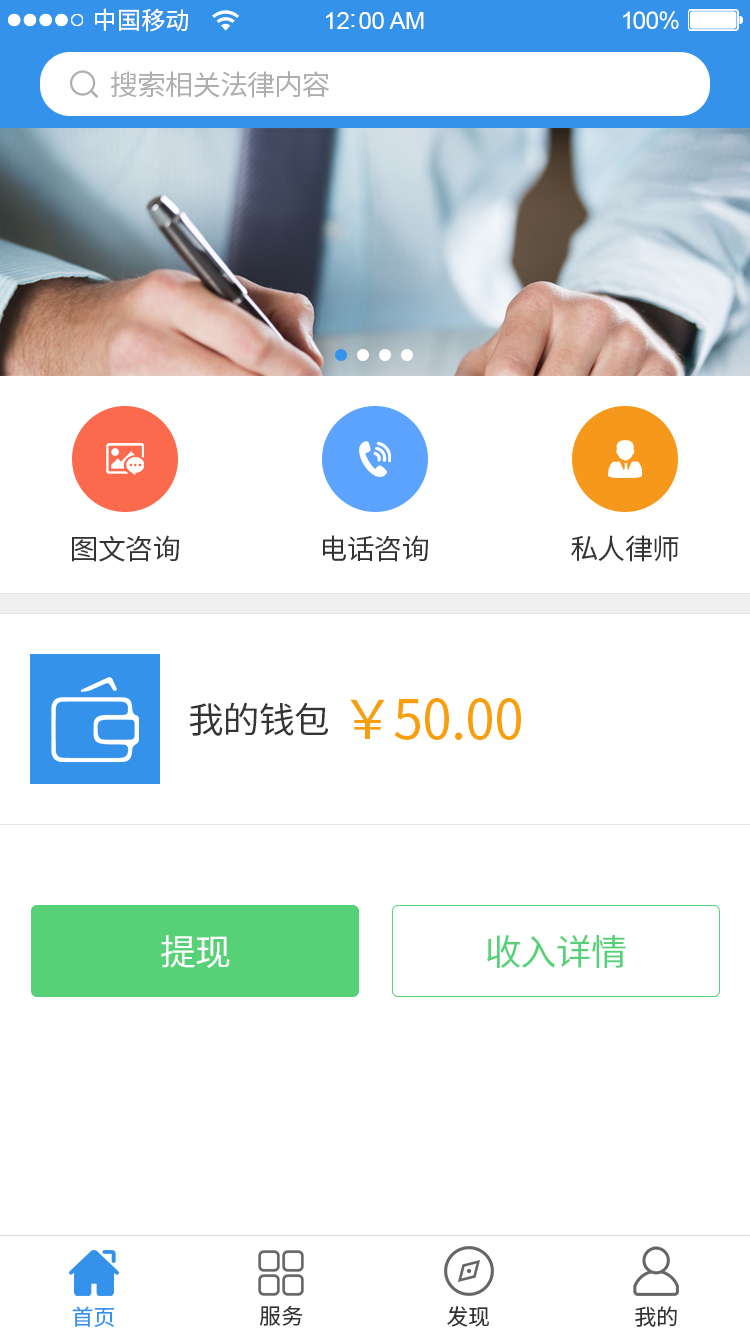 中国移动 12:00 AM 100%
搜索相关法律内容
图文咨询 电话咨询 私人律师
我的钱包 ￥50.00
提现 收入详情
首页 服务 发现 我的